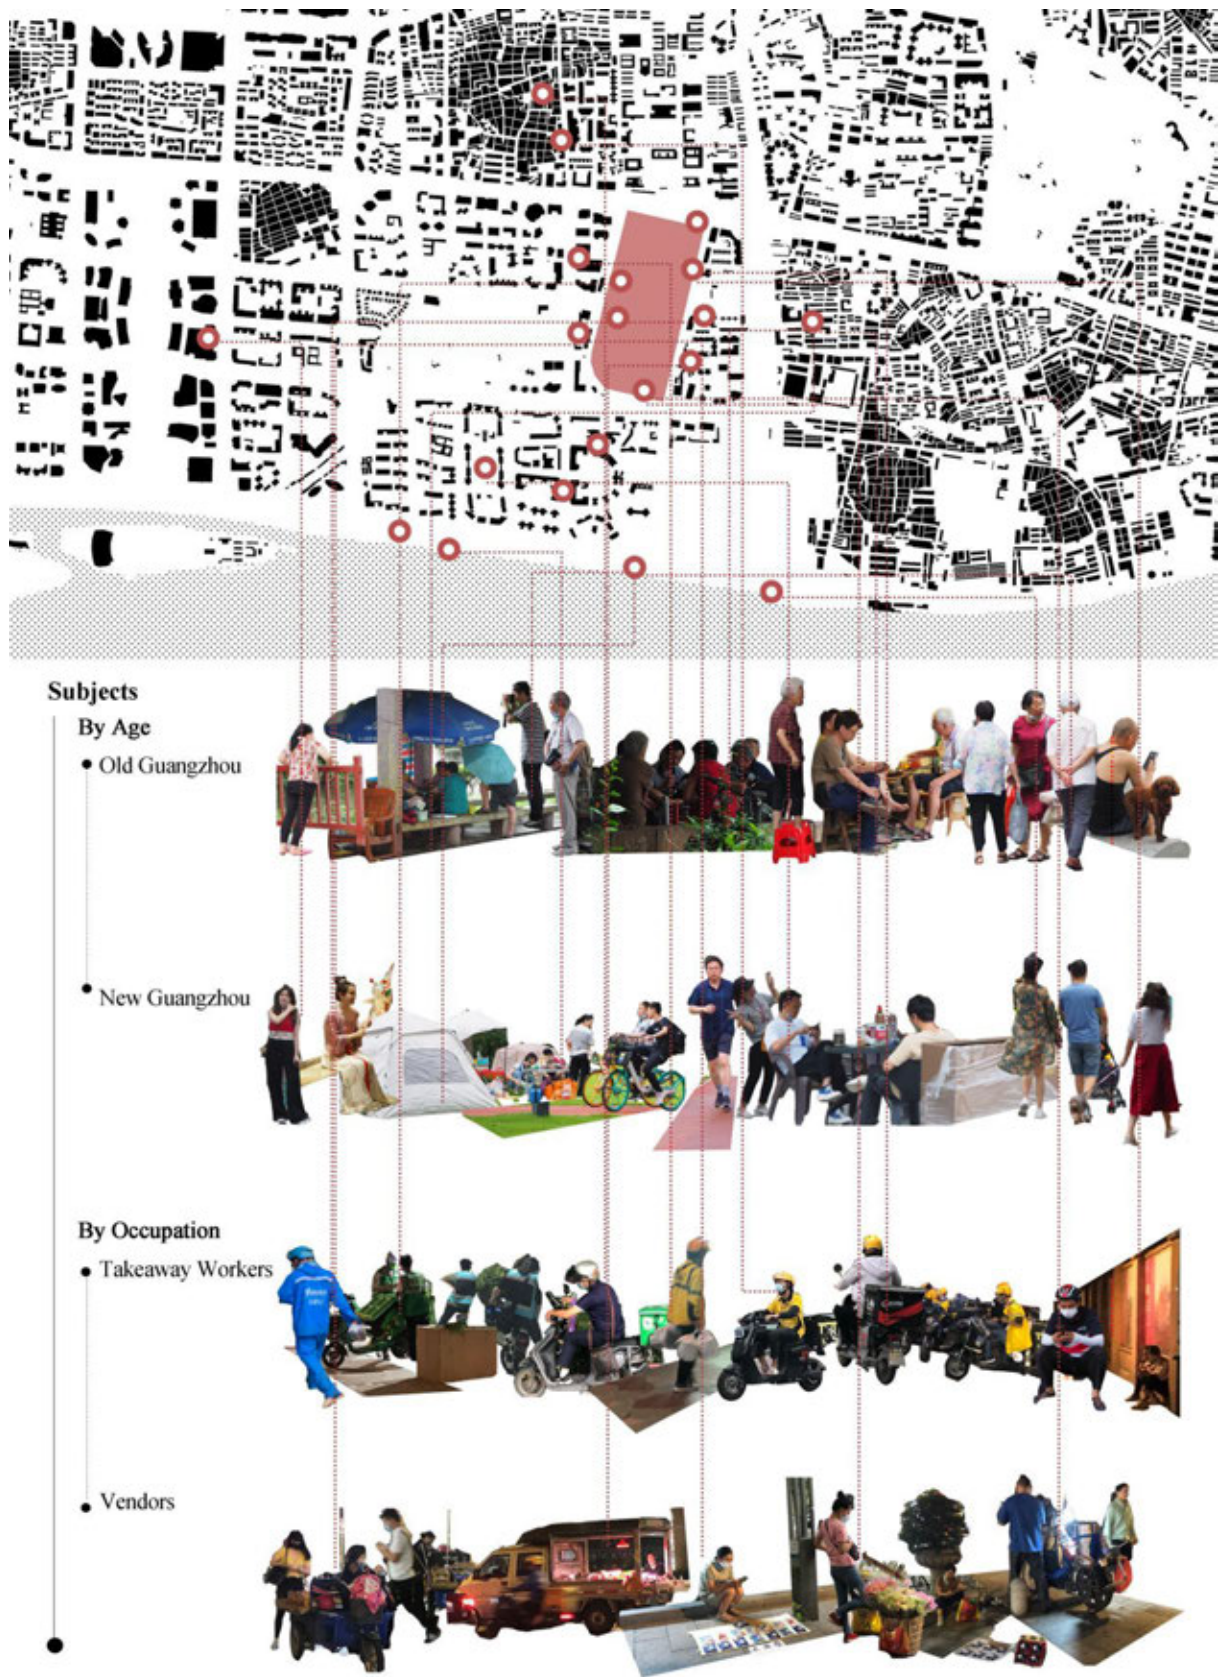 Subjects
By Age
Old Guangzhou
New Guangzhou
By Occupation
Takeaway Workers
Vendors